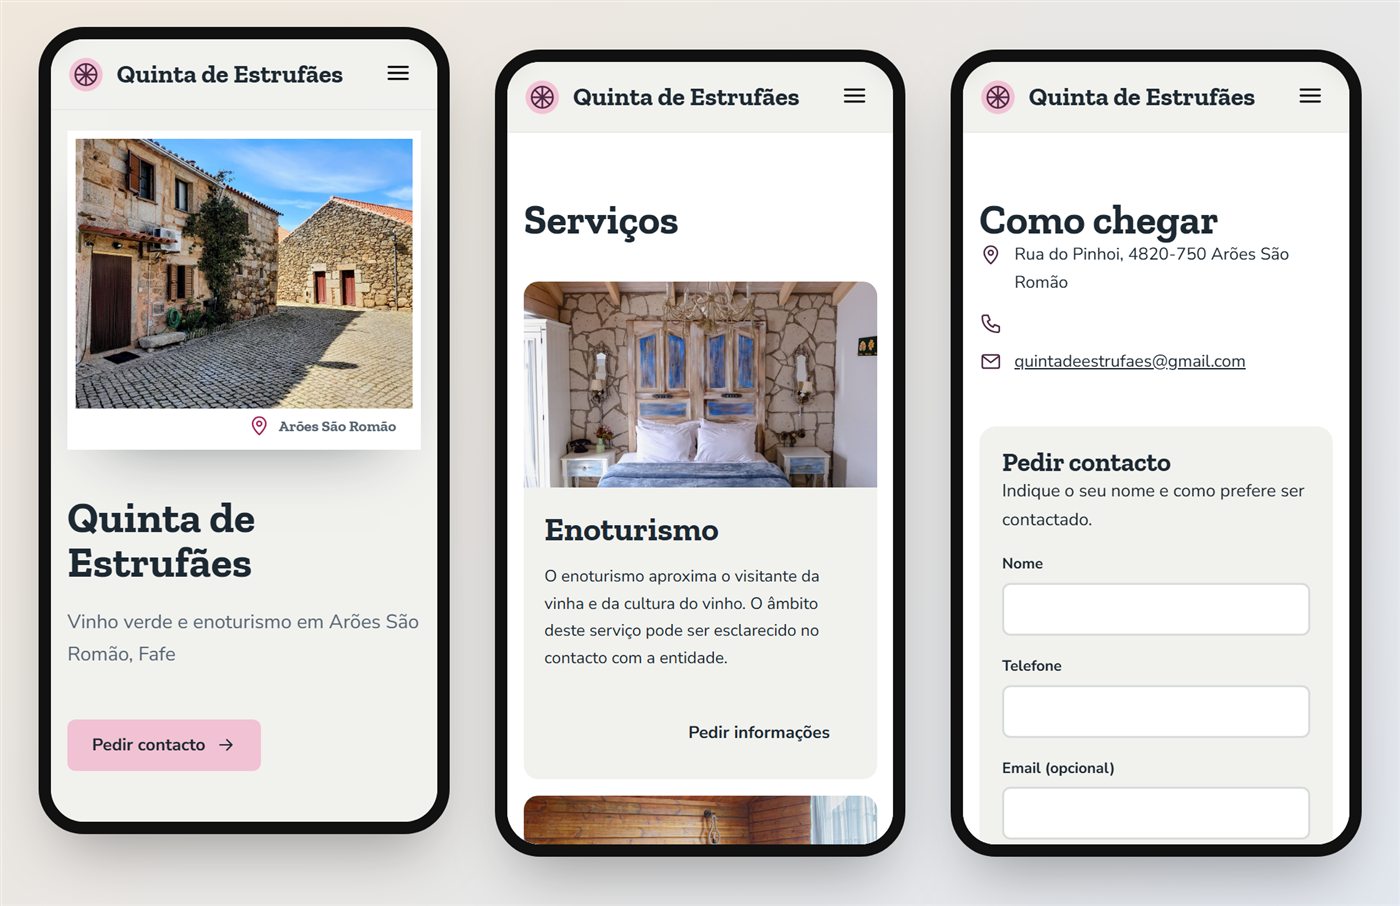 Quinta de Estrufães
Arões São Romão
Quinta de
Estrufães
Vinho verde e enoturismo em Arões São
Romão, Fafe
Pedir contacto
Quinta de Estrufães
Serviços
Enoturismo
O enoturismo aproxima o visitante da
vinha e da cultura do vinho. O âmbito
deste serviço pode ser esclarecido no
contacto com a entidade.
Pedir informações
Quinta de Estrufães
Como chegar
Rua do Pinhoi, 4820-750 Arões São
Romão
quintadeestrufaes@gmail.com
Pedir contacto
Indique o seu nome e como prefere ser
contactado.
Nome
Telefone
Email (opcional)